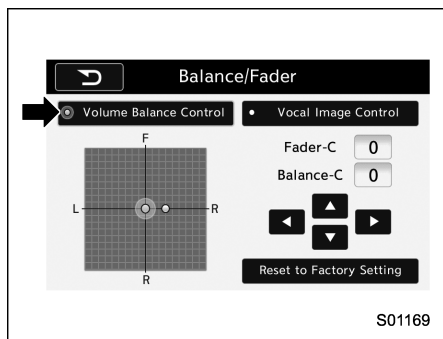 Balance/Fader
Volume Balance Control
Vocal Image Control
F
L
R
R
Fader-C 0
Balance-C 0
Reset to Factory Setting
S01169